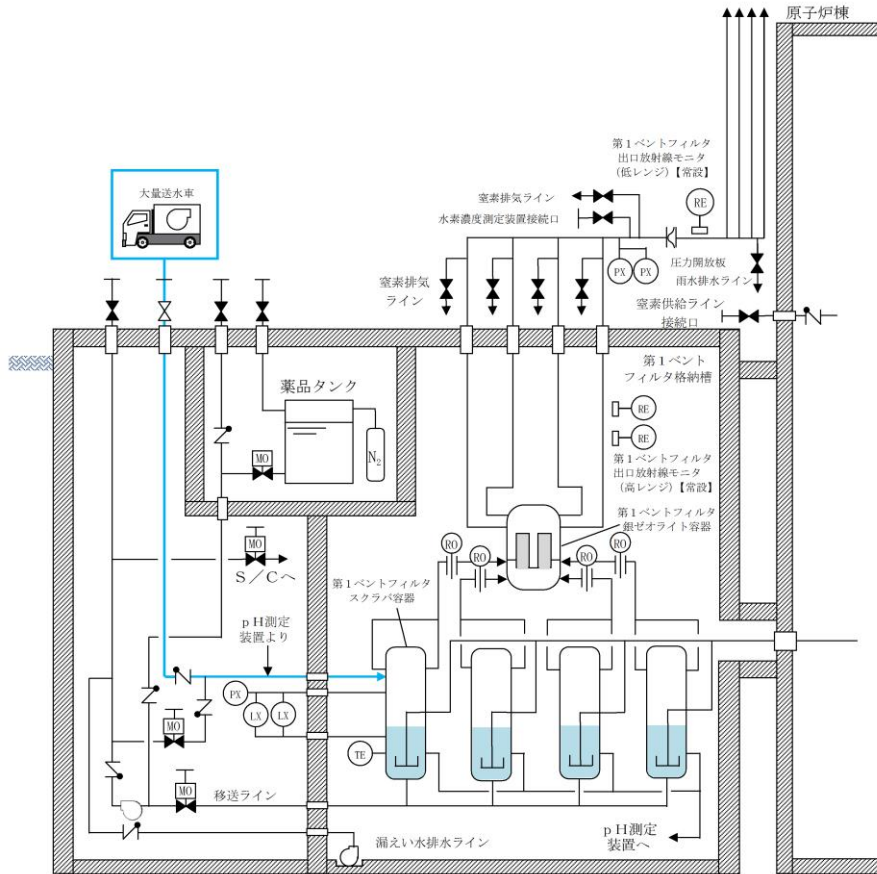 原子炉棟
第１ベントフィルタ
出口放射線モニタ
(低レンジ)【常設】
大量送水車
窒素排気ライン
水素濃度測定装置接続口
RE
PX
PX
圧力開放板
雨水排水ライン
窒素排気
ライン
窒素供給ライン
接続口
第１ベント
フィルタ格納槽
薬品タンク
RE
RE
MO
N₂
第１ベントフィルタ
出口放射線モニタ
(高レンジ)【常設】
第１ベントフィルタ
銀ゼオライト容器
MO
S／Cへ
RO
RO
RO
RO
第１ベントフィルタ
スクラバ容器
ｐH測定
装置より
PX
LX
LX
MO
TE
MO
移送ライン
ｐH測定
装置へ
漏えい水排水ライン